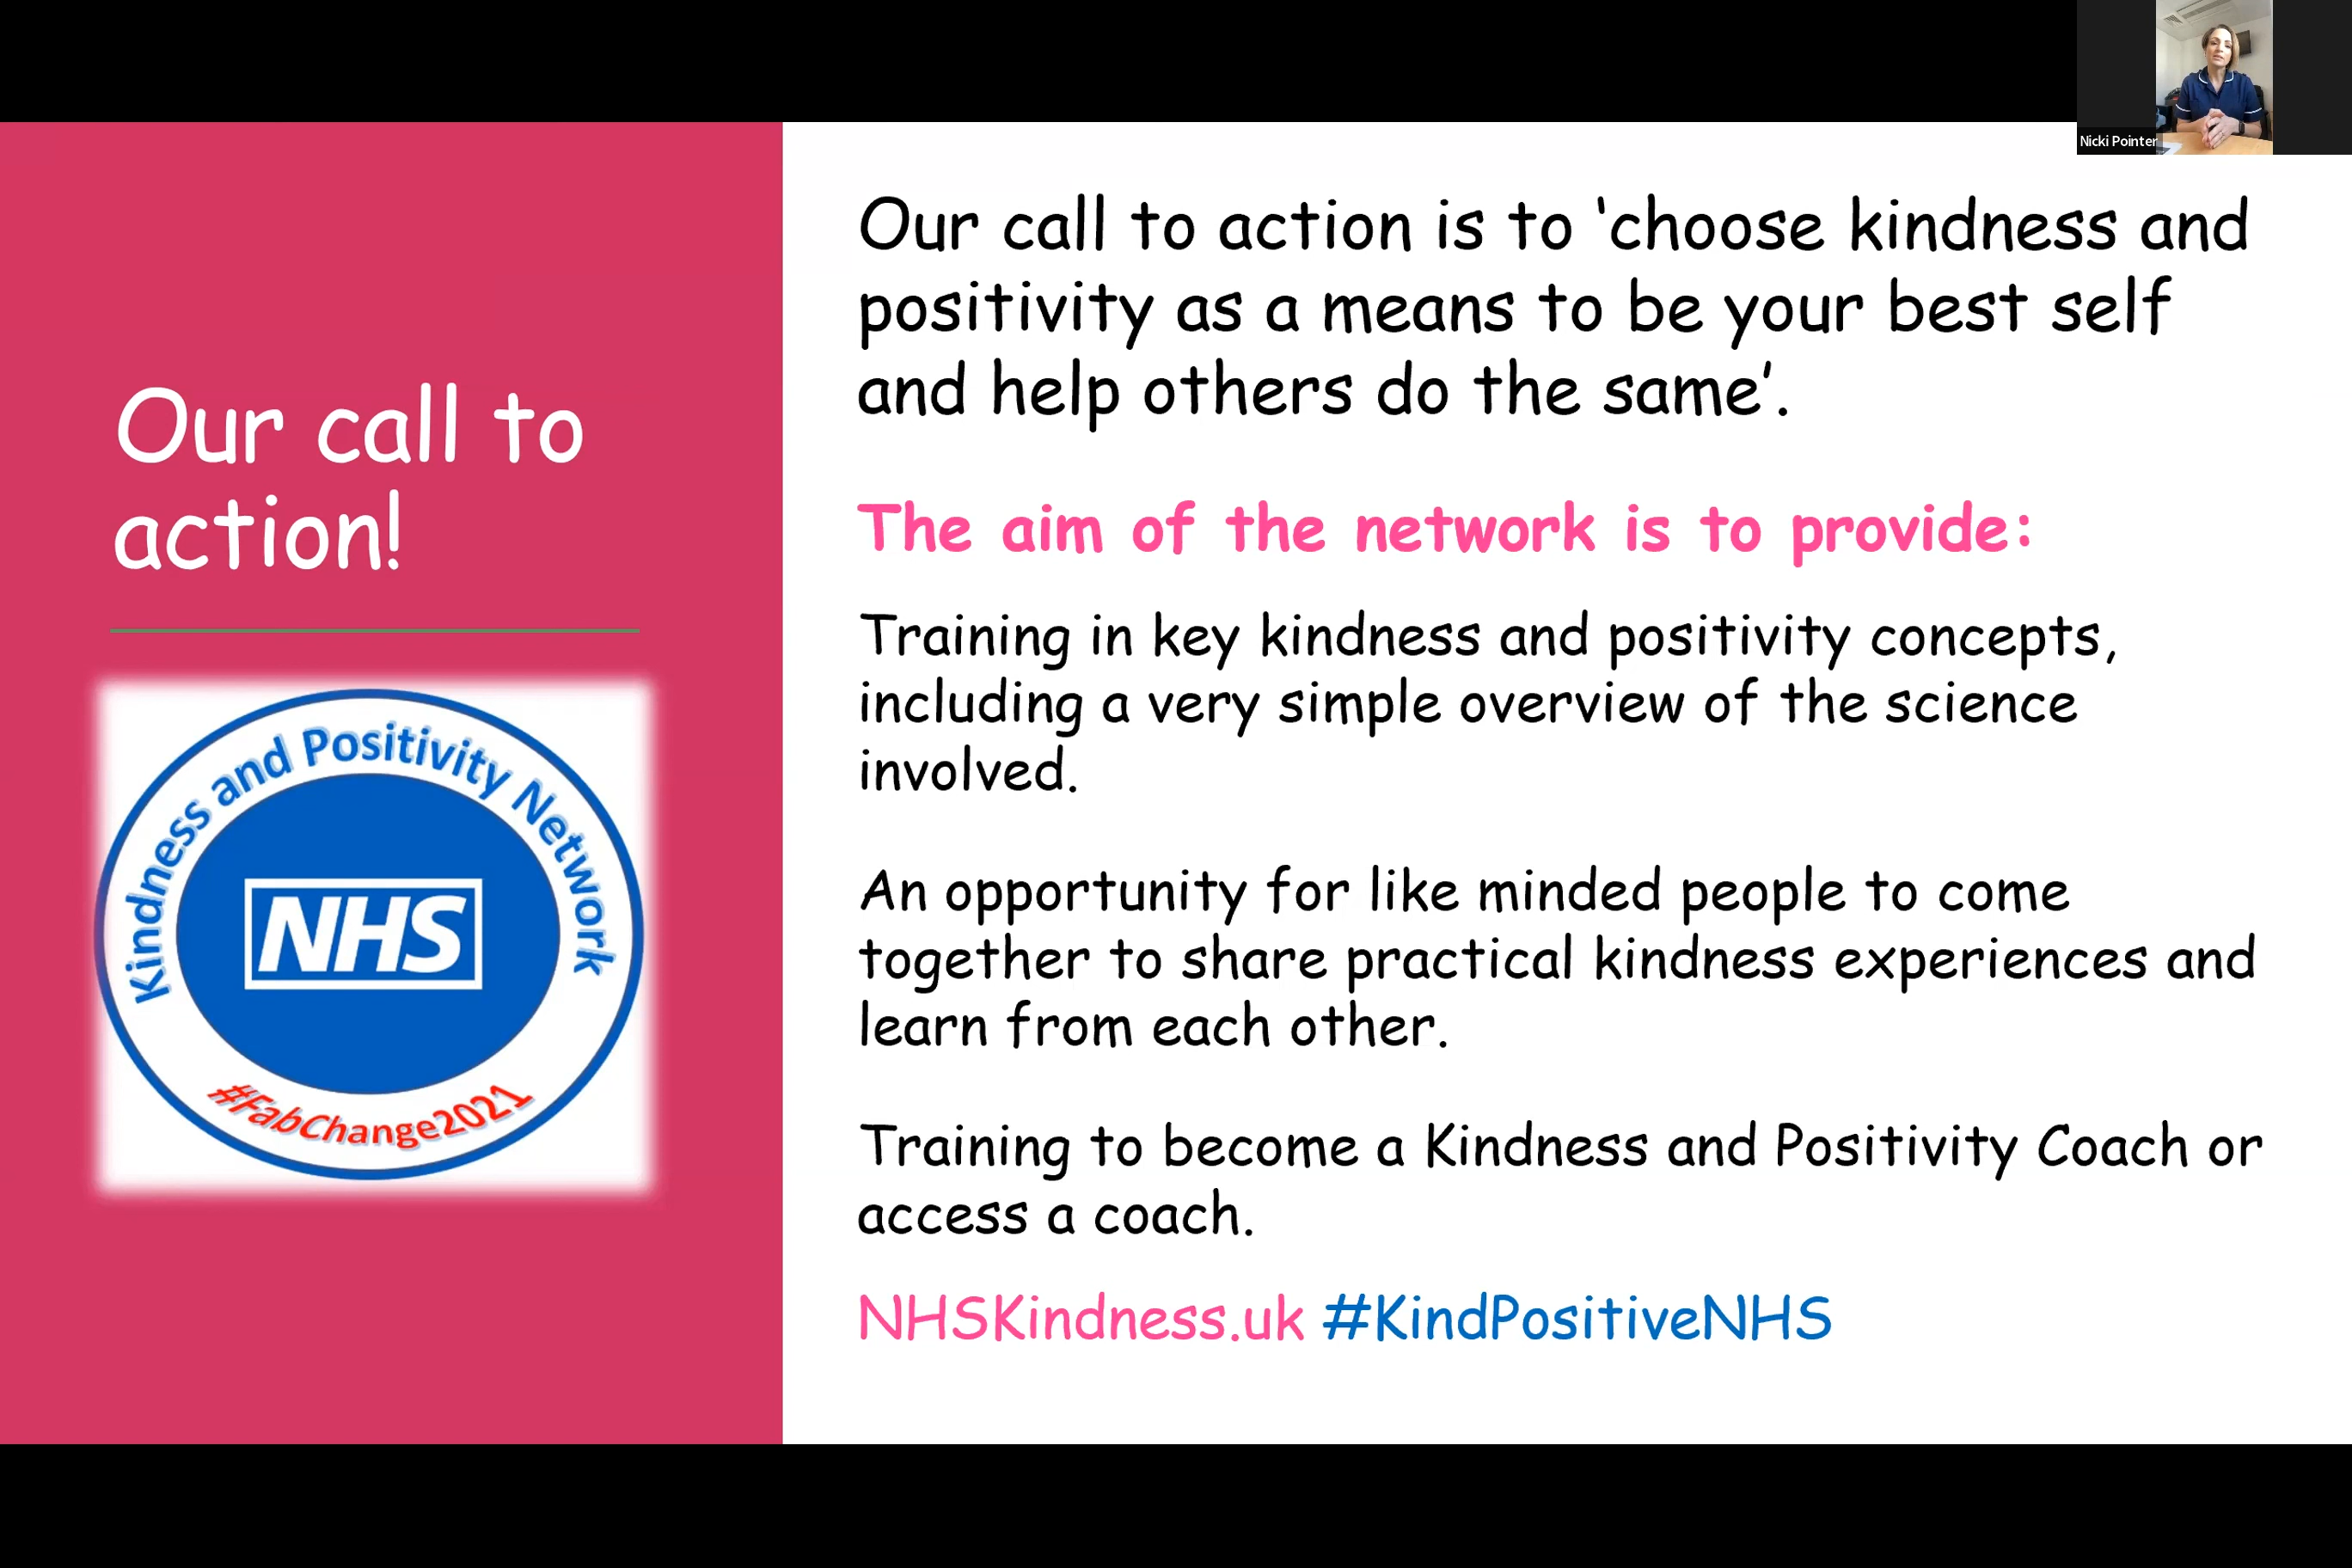 Nicki Pointer
Our call to
action!
Kindness and Positivity Network
NHS
#FabChange2021
Our call to action is to ‘choose kindness and
positivity as a means to be your best self
and help others do the same’.
The aim of the network is to provide:
Training in key kindness and positivity concepts,
including a very simple overview of the science
involved.
An opportunity for like minded people to come
together to share practical kindness experiences and
learn from each other.
Training to become a Kindness and Positivity Coach or
access a coach.
NHSKindness.uk #KindPositiveNHS